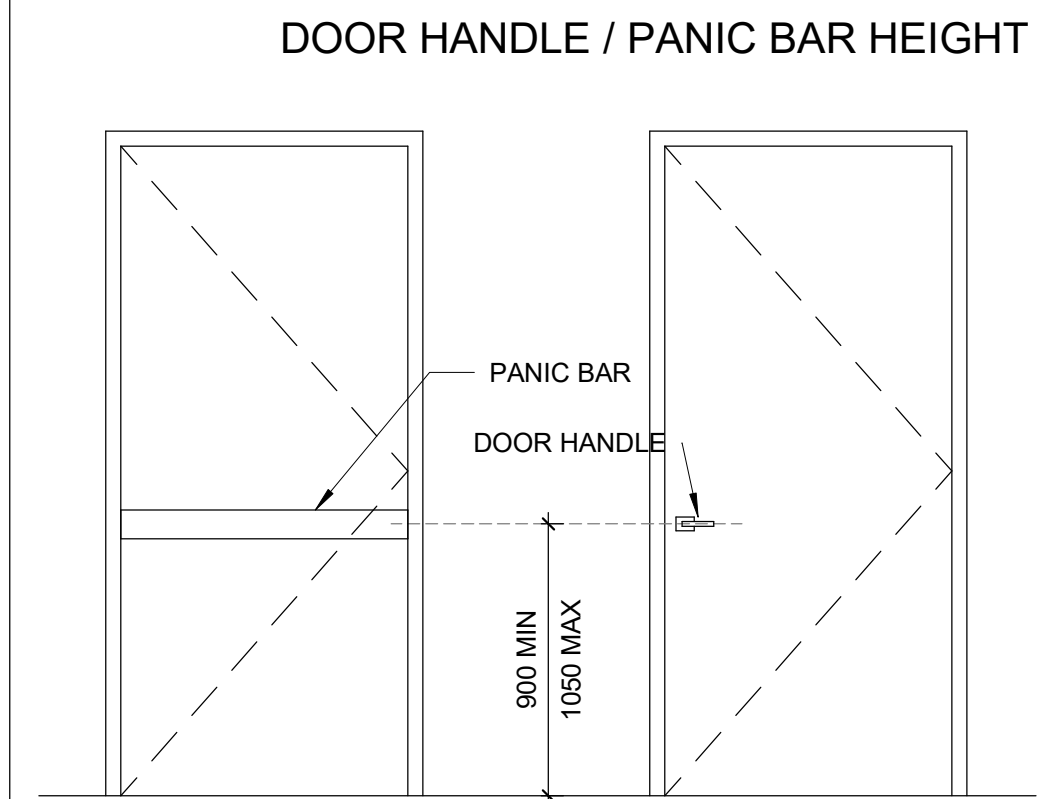 DOOR HANDLE / PANIC BAR HEIGHT
PANIC BAR
DOOR HANDLE
900 MIN
1050 MAX